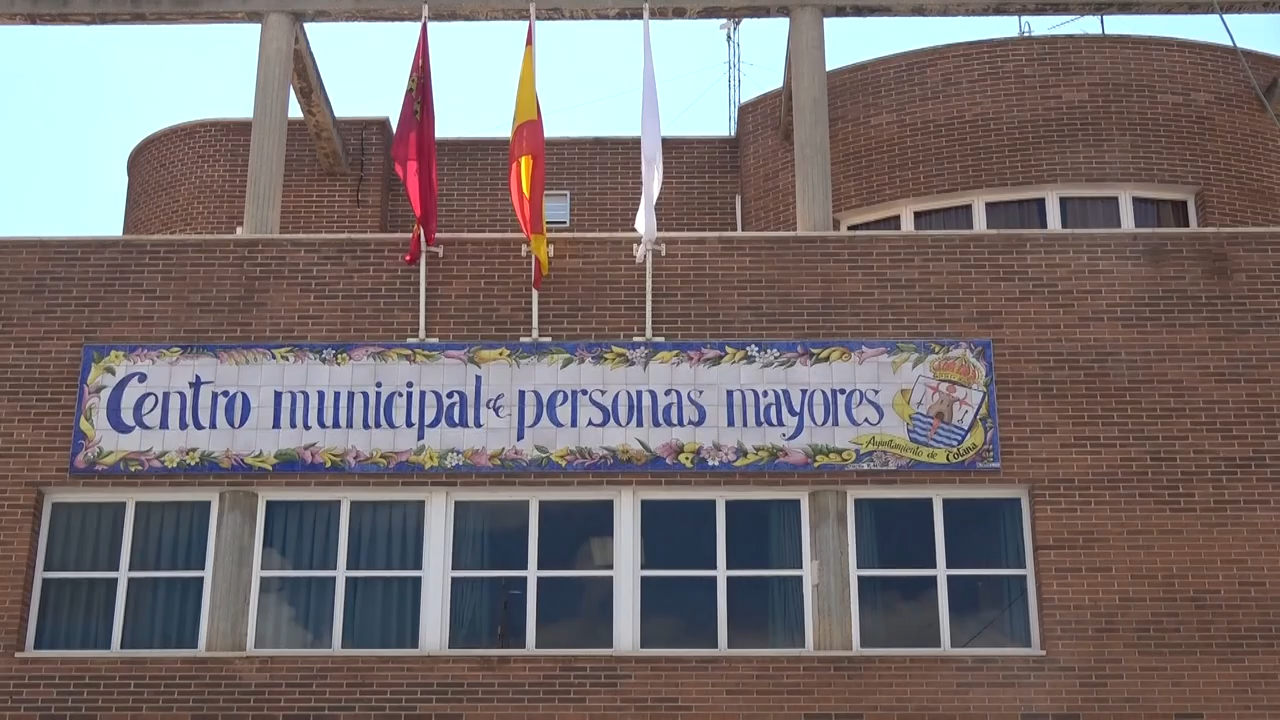 Centro municipal de personas mayores
Ayuntamiento de Totana